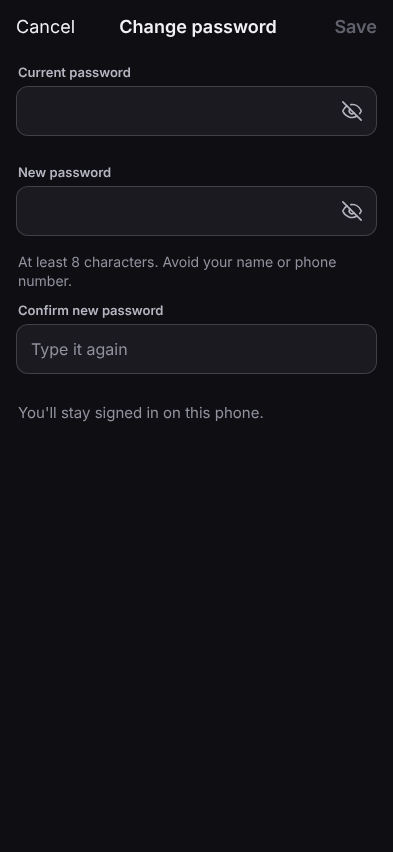 Cancel Change password Save
Current password
New password
At least 8 characters. Avoid your name or phone
number.
Confirm new password
Type it again
You'll stay signed in on this phone.